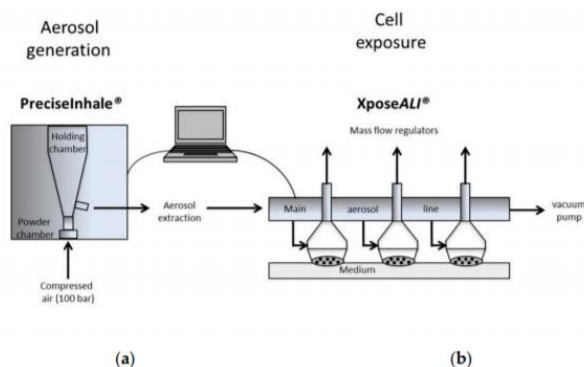 Aerosol
generation
PreciseInhale®
Holding
chamber
Powder
chamber
Compressed
air (100 bar)
Aerosol
extraction
Cell
exposure
XposeALI®
Mass flow regulators
Main aerosol line
vacuum
pump
Medium
(a) (b)